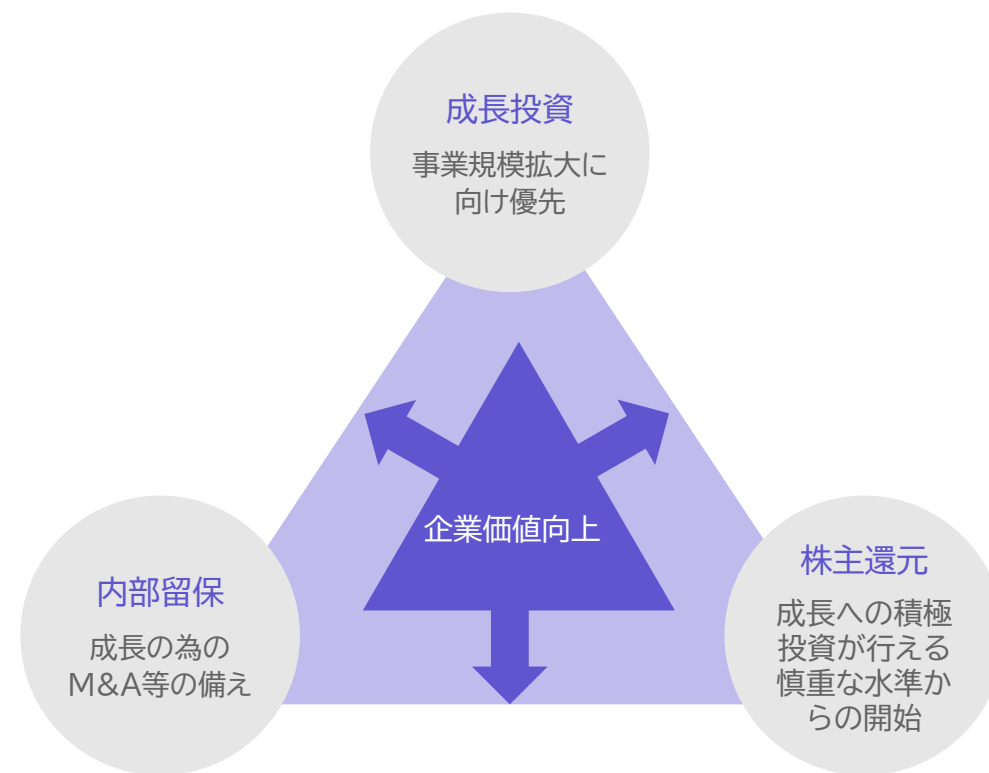 成長投資
事業規模拡大に
向け優先
企業価値向上
内部留保
成長の為の
M&A等の備え
株主還元
成長への積極
投資が行える
慎重な水準か
らの開始